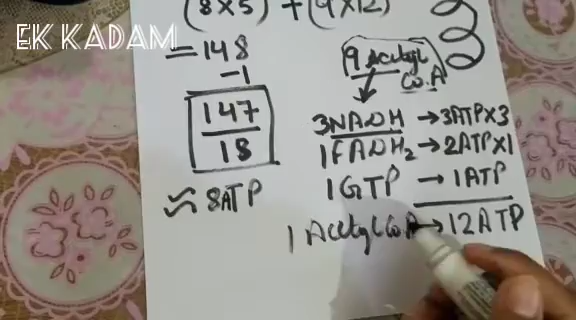 (8×5) + (9×12)
EK KADAM
= 148
-1
147
18
≈ 8ATP
9 Acetyl
Co.A
3NADH → 3ATP×3
1FADH₂ → 2ATP×1
1GTP → 1ATP
1 Acetyl CoA → 12ATP